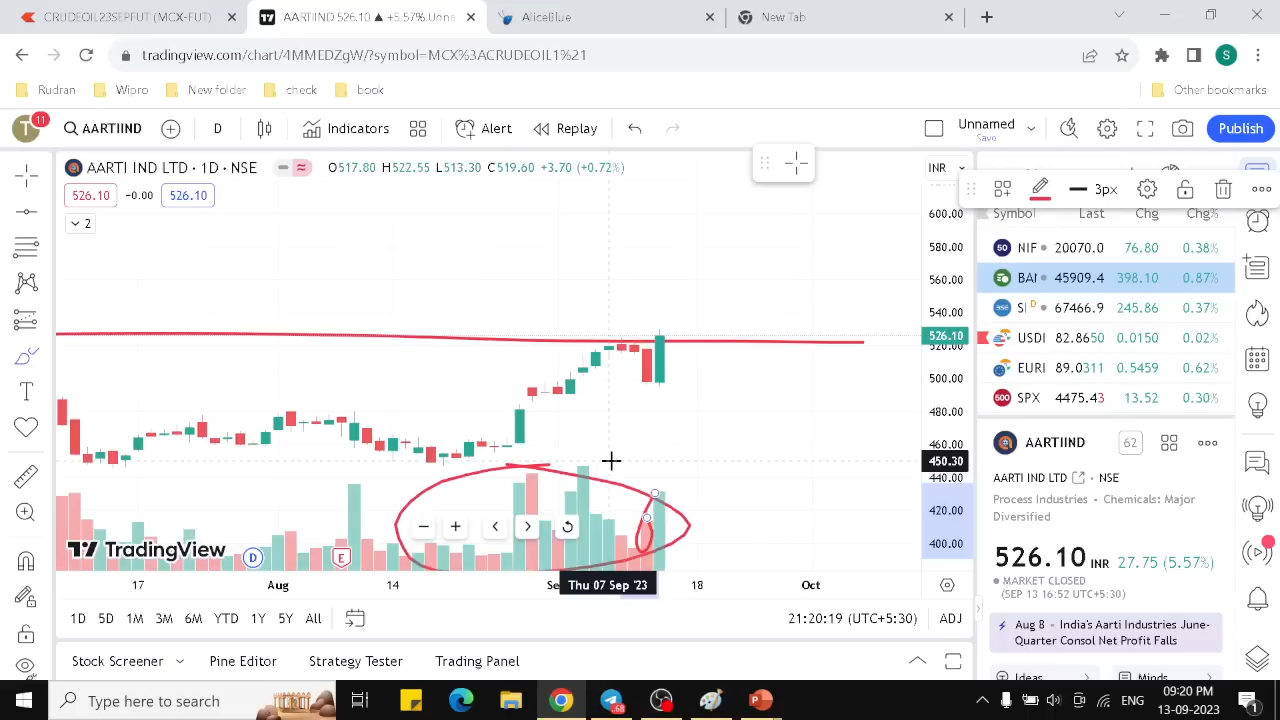 CRUDEOIL23SEPFUT (MCX-FUT)
AARTIIND 526.10 ▲ +5.57% Unna
AliceBlue
New Tab
tradingview.com/chart/4MMEDZgW/?symbol=MCX%3ACRUDEOIL1%21
S
Rudran
Wipro
New folder
check
book
Other bookmarks
T
11
AARTIIND
D
Indicators
Alert
Replay
Unnamed
Save
Publish
AARTI IND LTD · 1D · NSE
O517.80 H522.55 L513.30 C519.60 +3.70 (+0.72%)
INR
3px
526.10
-0.00
526.10
2
600.00
580.00
560.00
540.00
526.10
520.00
500.00
480.00
460.00
450.30
440.00
420.00
400.00
Symbol
Last
Chg
Chg%
50 NIF 20070.0 76.80 0.38%
BAI 45909.4 398.10 0.87%
SI D 67466.9 245.86 0.37%
USDI 82.8650 0.0150 0.02%
EURI 89.0311 0.5459 0.62%
500 SPX 4475.43 13.52 0.30%
AARTIIND
62
AARTI IND LTD · NSE
Process Industries · Chemicals: Major
Diversified
526.10 INR 27.75 (5.57%)
MARKET CLOSED
(SEP 13 16:52 UTC+5:30)
Aug 8 · India's Aarti Industries June-
Quarter Consol Net Profit Falls
Ideas
Minds
TradingView
D
E
17
Aug
14
Se
Thu 07 Sep '23
18
Oct
1D 5D 1M 3M 6M YTD 1Y 5Y All
21:20:19 (UTC+5:30)
ADJ
Stock Screener
Pine Editor
Strategy Tester
Trading Panel
Type here to search
68
ENG
09:20 PM
13-09-2023
1